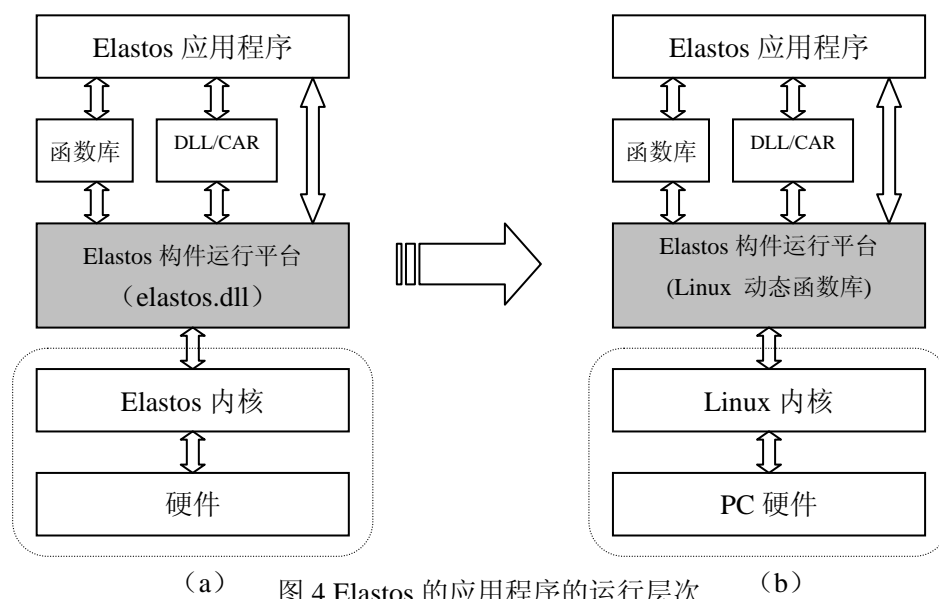 Elastos 应用程序
函数库
DLL/CAR
Elastos 构件运行平台
（elastos.dll）
Elastos 内核
硬件
（a）
Elastos 应用程序
函数库
DLL/CAR
Elastos 构件运行平台
(Linux 动态函数库)
Linux 内核
PC 硬件
（b）
图 4 Elastos 的应用程序的运行层次